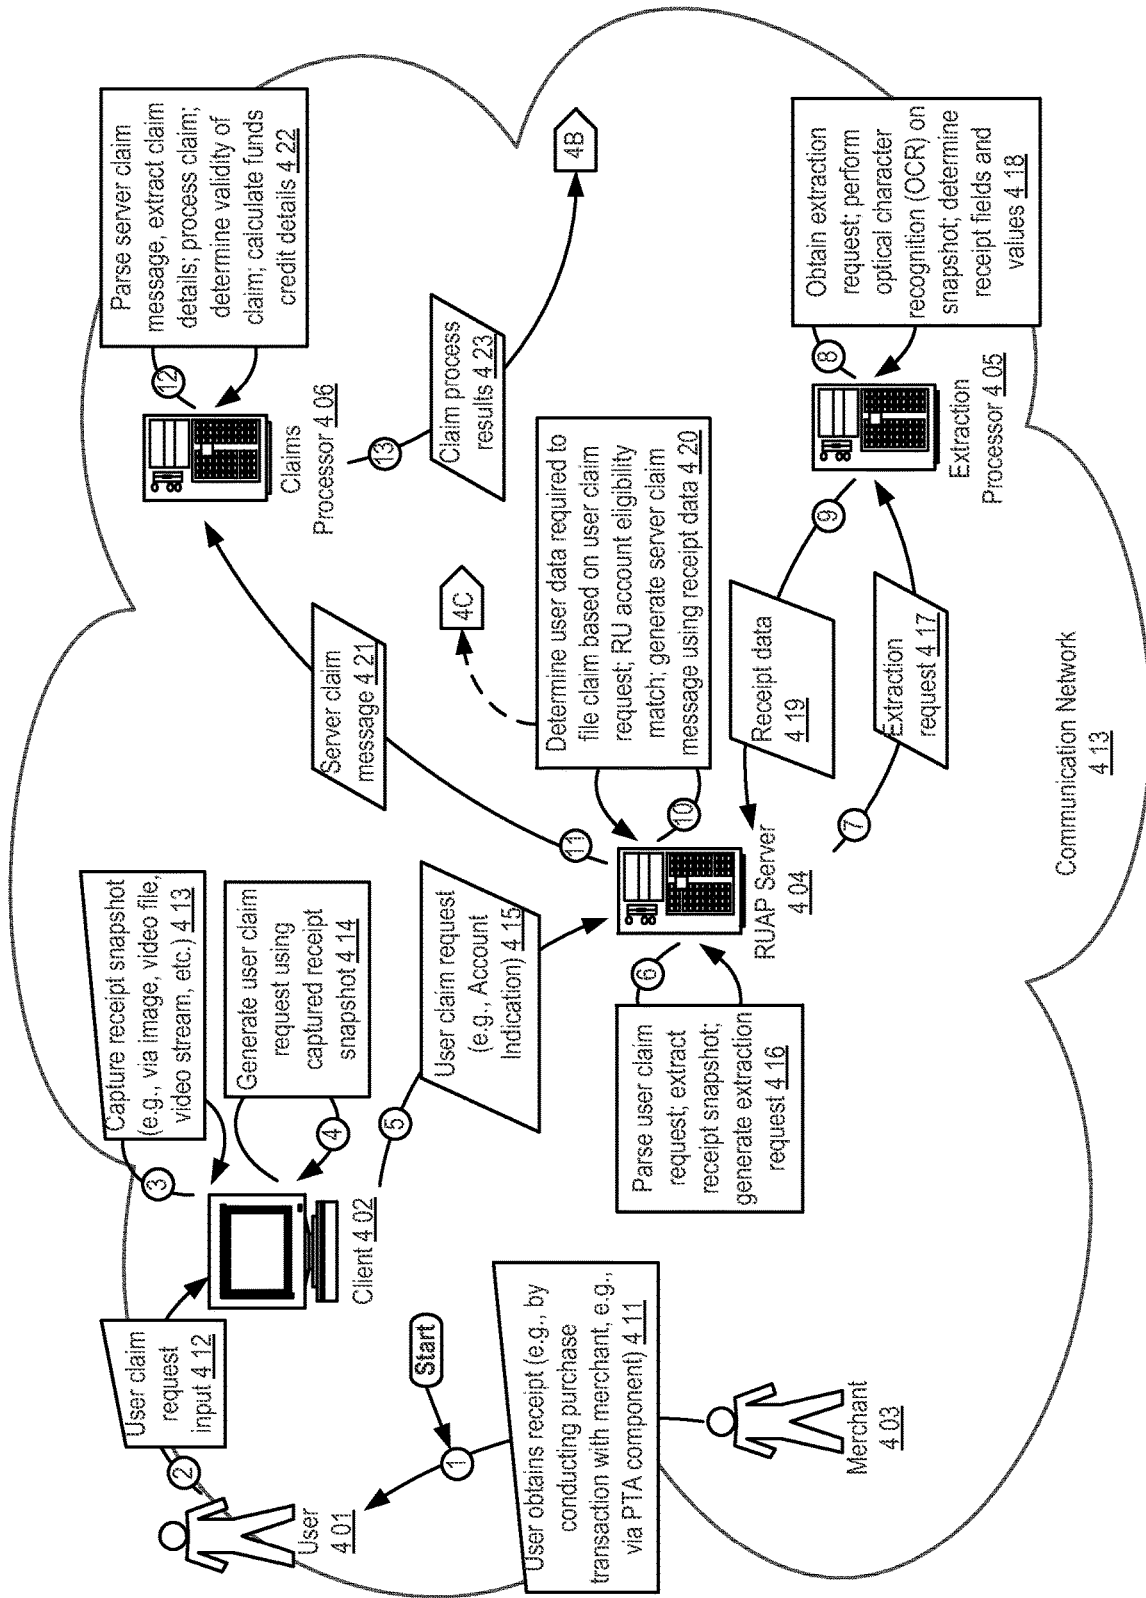 Start
1
User obtains receipt (e.g., by
conducting purchase
transaction with merchant, e.g.,
via PTA component) 4 11
Merchant
4 03
User
4 01
2
User claim
request
input 4 12
Client 4 02
3
Capture receipt snapshot
(e.g., via image, video file,
video stream, etc.) 4 13
4
Generate user claim
request using
captured receipt
snapshot 4 14
5
User claim request
(e.g., Account
Indication) 4 15
RUAP Server
4 04
6
Parse user claim
request; extract
receipt snapshot;
generate extraction
request 4 16
7
Extraction
request 4 17
Extraction
Processor 4 05
8
Obtain extraction
request; perform
optical character
recognition (OCR) on
snapshot; determine
receipt fields and
values 4 18
9
Receipt data
4 19
10
Determine user data required to
file claim based on user claim
request; RU account eligibility
match; generate server claim
message using receipt data 4 20
4C
11
Server claim
message 4 21
Claims
Processor 4 06
12
Parse server claim
message, extract claim
details; process claim;
determine validity of
claim; calculate funds
credit details 4 22
13
Claim process
results 4 23
4B
Communication Network
4 13